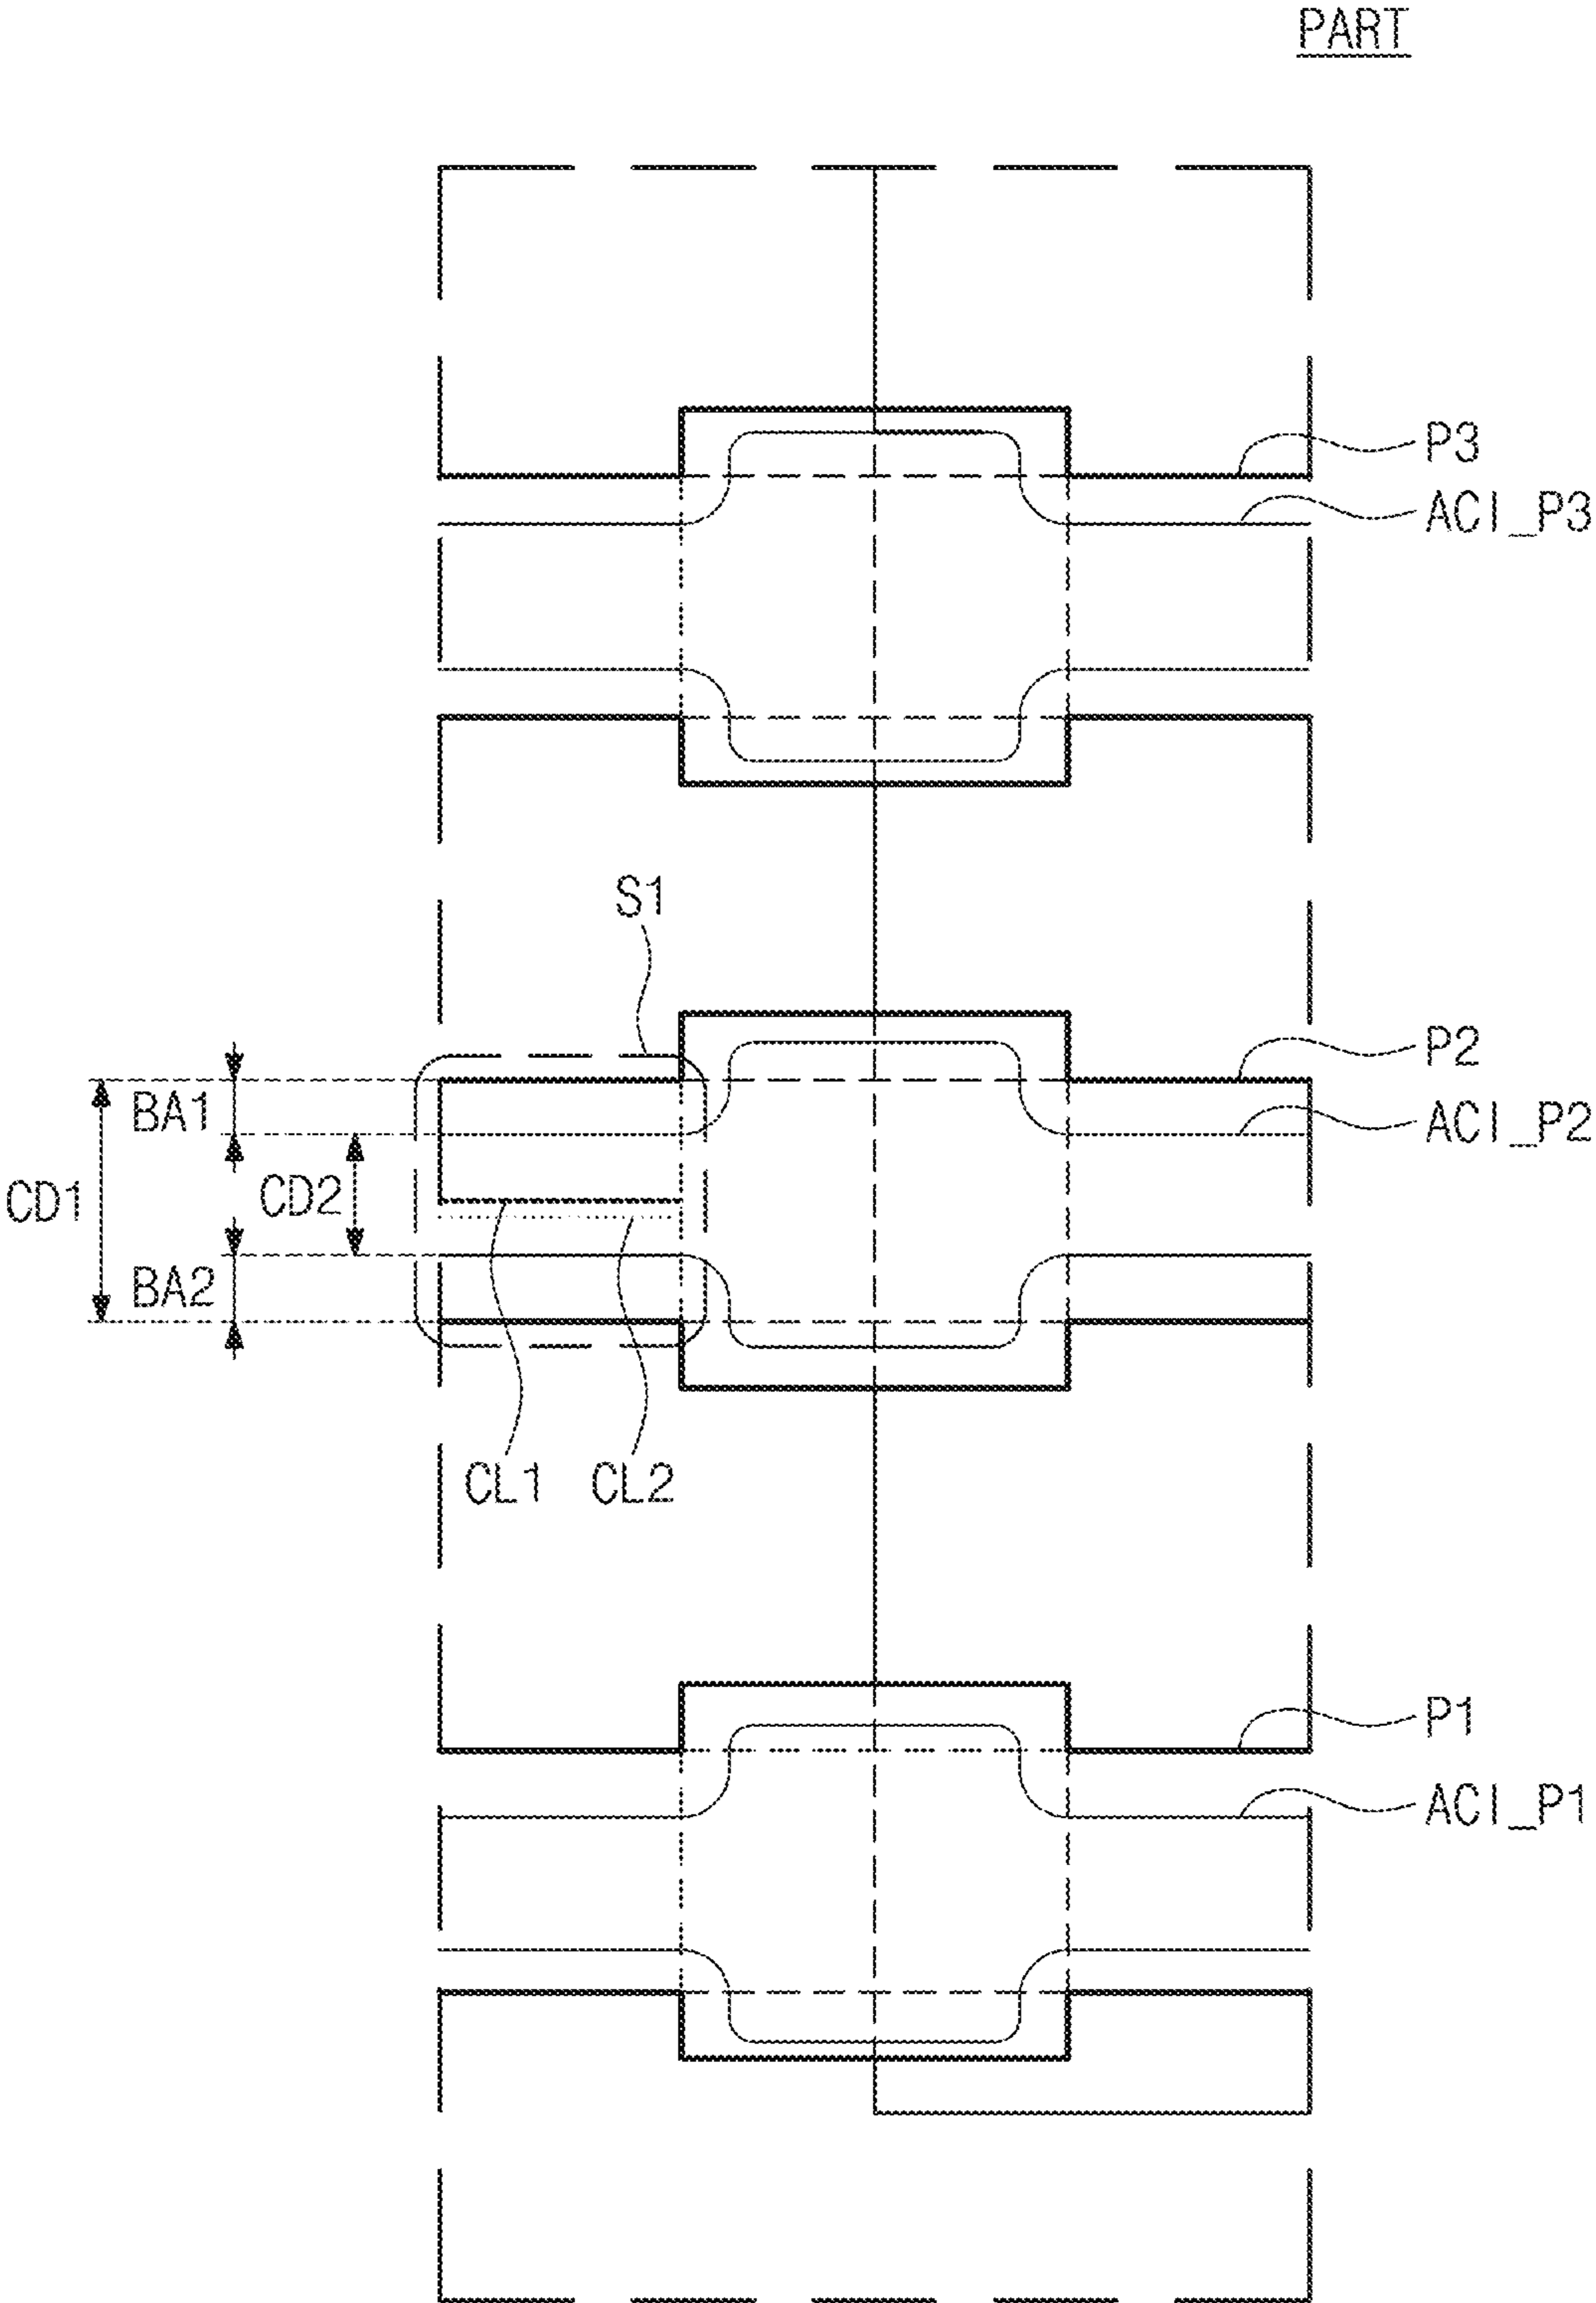 PART
P3
ACI_P3
S1
P2
BA1
ACI_P2
CD1
CD2
BA2
CL1
CL2
P1
ACI_P1